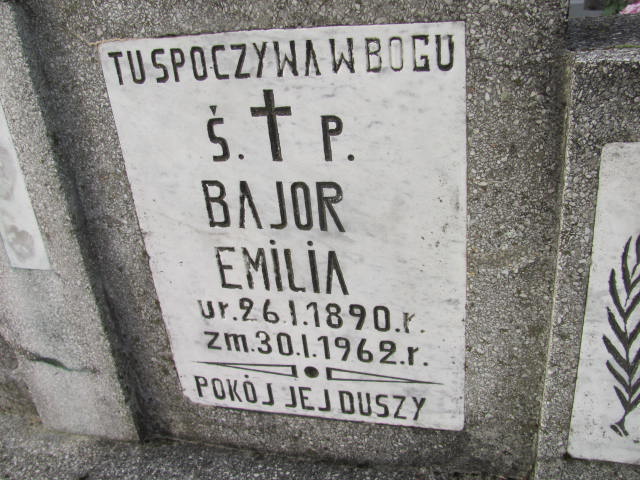 TU SPOCZYWA W BOGU
Ś. P.
BAJOR
EMILIA
ur. 26.I.1890.r.
zm. 30.I.1962.r.
POKÓJ JEJ DUSZY